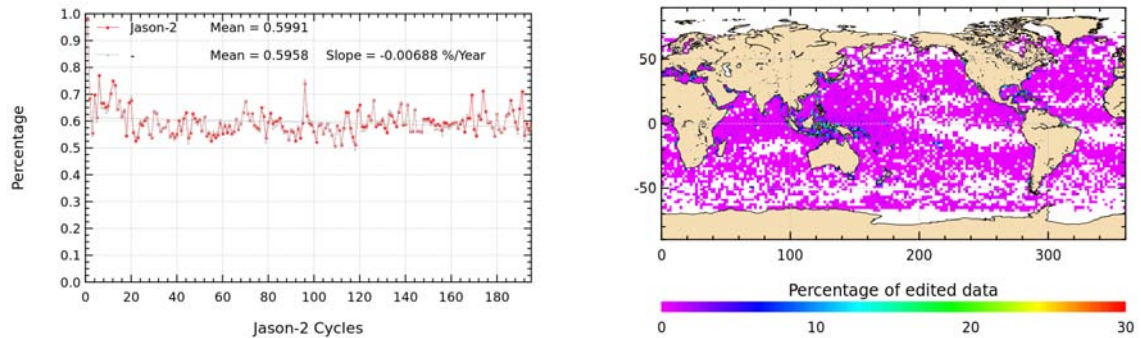 Jason-2 Mean = 0.5991
- Mean = 0.5958 Slope = -0.00688 %/Year
1.0
0.9
0.8
0.7
0.6
0.5
0.4
0.3
0.2
0.1
0.0
Percentage
0 20 40 60 80 100 120 140 160 180
Jason-2 Cycles
50
0
-50
0 100 200 300
Percentage of edited data
0 10 20 30